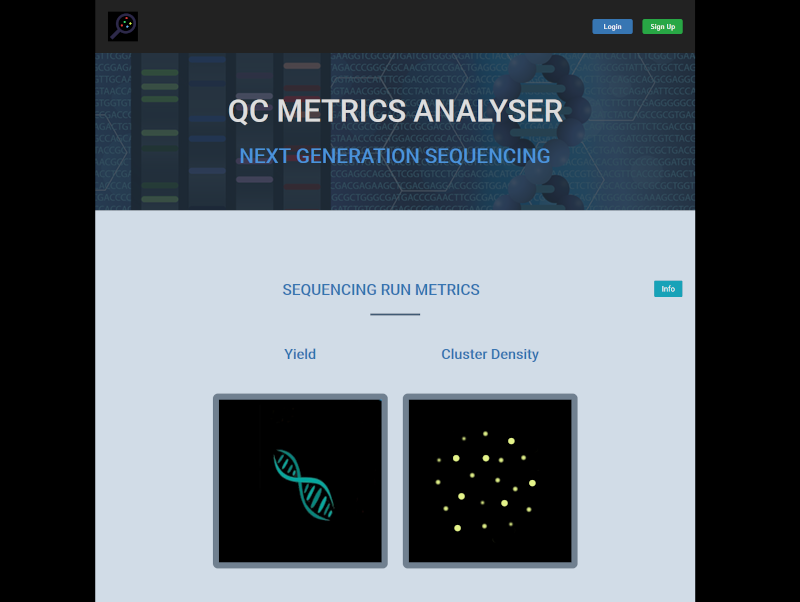 Login
Sign Up
QC METRICS ANALYSER
NEXT GENERATION SEQUENCING
SEQUENCING RUN METRICS
Info
Yield
Cluster Density